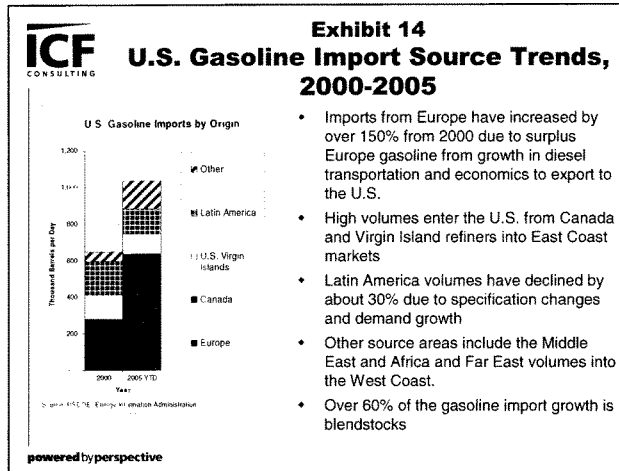 ICF
CONSULTING
Exhibit 14
U.S. Gasoline Import Source Trends,
2000-2005
U S Gasoline Imports by Origin
1,200
1,000
800
600
400
200
Thousand Barrels per Day
2000
2005 YTD
Year
Other
Latin America
U.S. Virgin
Islands
Canada
Europe
Energy Information Administration
• Imports from Europe have increased by
over 150% from 2000 due to surplus
Europe gasoline from growth in diesel
transportation and economics to export to
the U.S.
• High volumes enter the U.S. from Canada
and Virgin Island refiners into East Coast
markets
• Latin America volumes have declined by
about 30% due to specification changes
and demand growth
• Other source areas include the Middle
East and Africa and Far East volumes into
the West Coast.
• Over 60% of the gasoline import growth is
blendstocks
powered by perspective